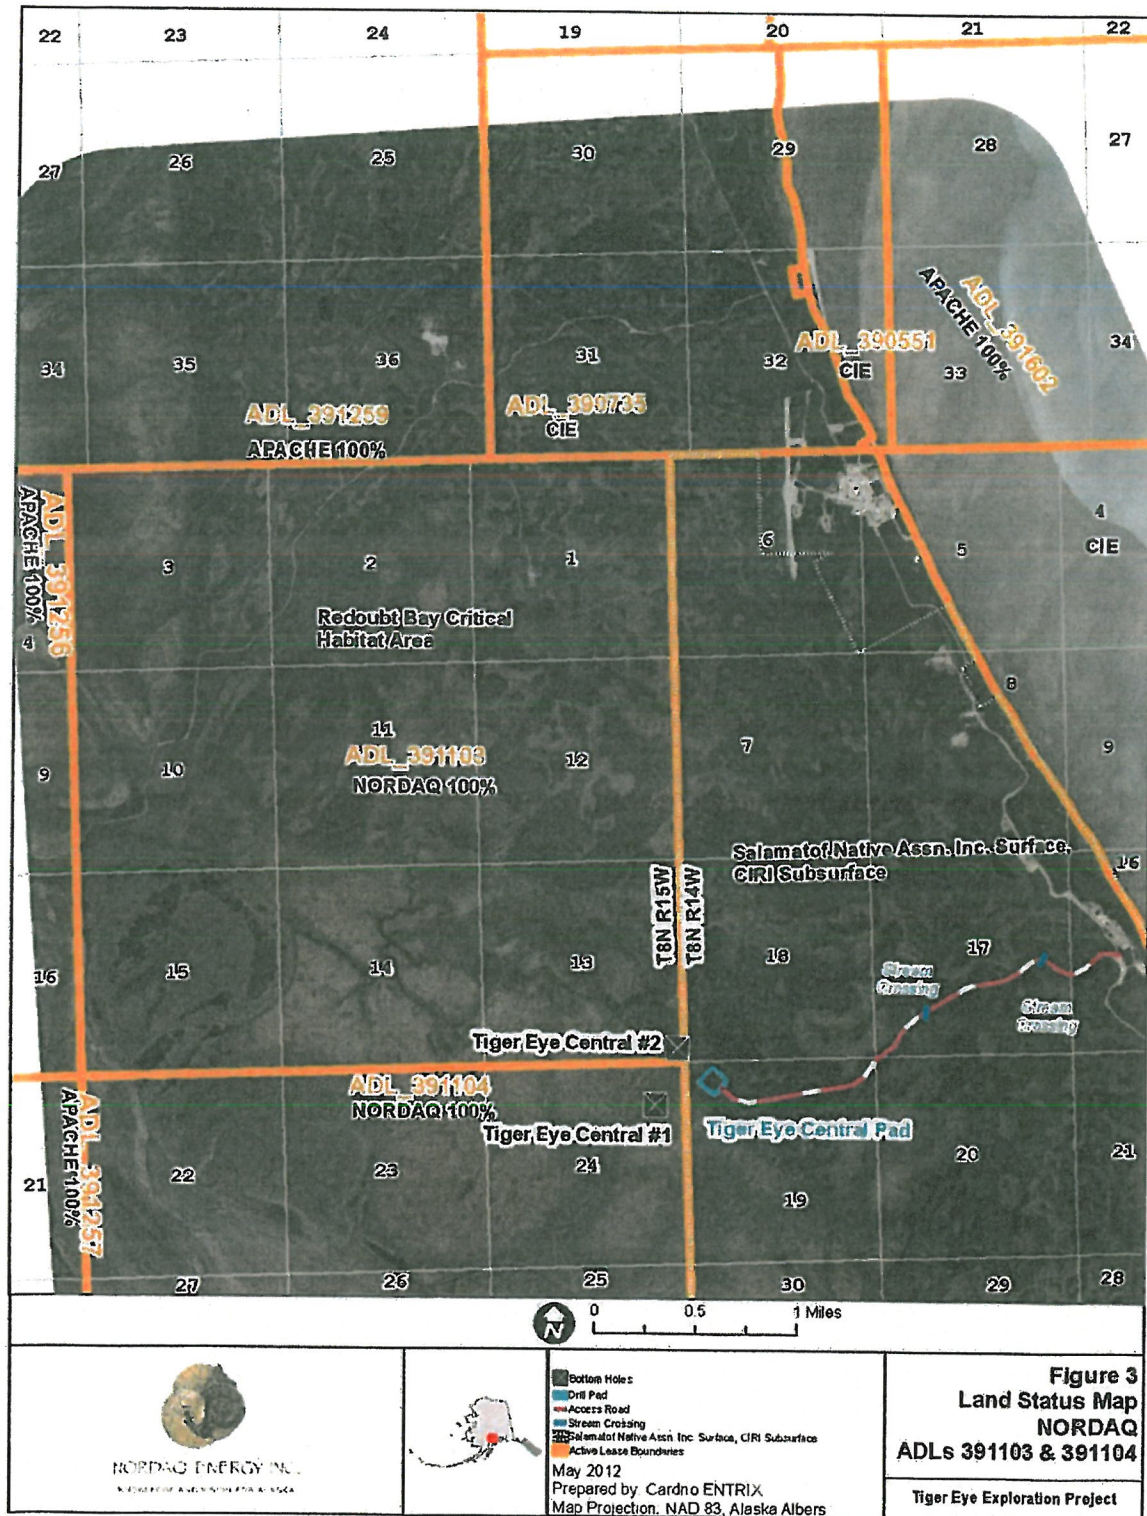 22 23 24 19 20 21 22
27 26 25 30 29 28 27
34 35 36 31 32 33 34
ADL_391259
APACHE 100%
ADL_390735
CIE
ADL_390551
CIE
ADL_391602
APACHE 100%
ADL_391256
APACHE 100%
4 3 2 1 6 5 4
CIE
Redoubt Bay Critical
Habitat Area
8
9 10 11 12 7 9
ADL_391103
NORDAQ 100%
Salamatof Native Assn. Inc. Surface,
CIRI Subsurface
16
T8N R15W
T8N R14W
16 15 14 13 18 17
Stream
Crossing
Stream
Crossing
Tiger Eye Central #2
ADL_391104
NORDAQ 100%
Tiger Eye Central #1
Tiger Eye Central Pad
ADL_391257
APACHE 100%
21 22 23 24 19 20 21
27 26 25 30 29 28
N
0 0.5 1 Miles
NORDAQ ENERGY INC.
Bottom Holes
Drill Pad
Access Road
Stream Crossing
Salamatof Native Assn Inc. Surface, CIRI Subsurface
Active Lease Boundaries
May 2012
Prepared by: Cardno ENTRIX
Map Projection: NAD 83, Alaska Albers
Figure 3
Land Status Map
NORDAQ
ADLs 391103 & 391104
Tiger Eye Exploration Project